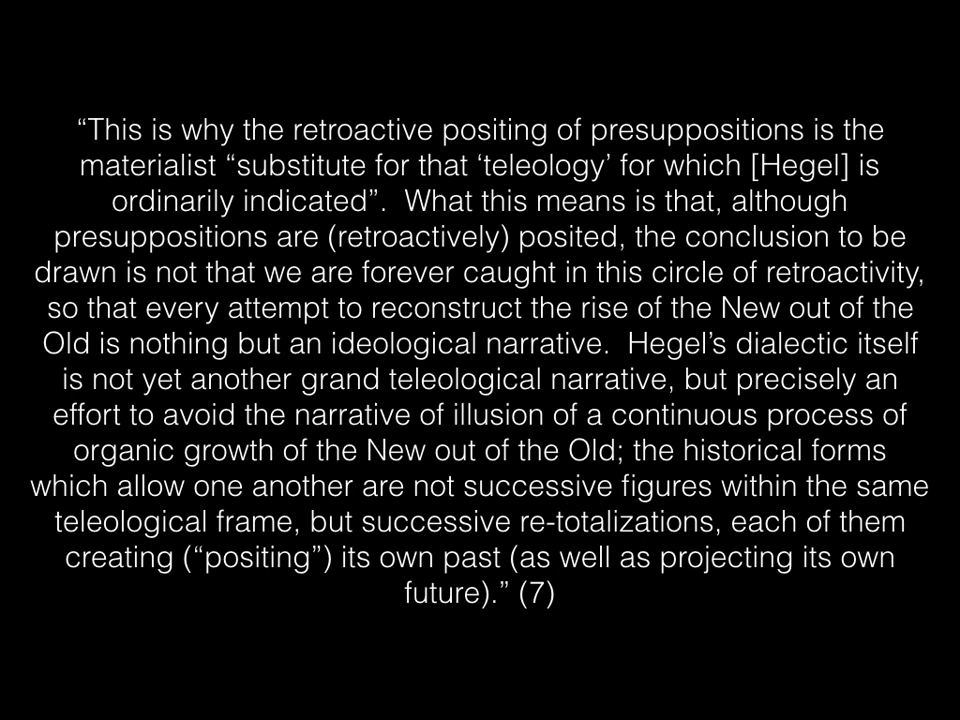 “This is why the retroactive positing of presuppositions is the
materialist “substitute for that ‘teleology’ for which [Hegel] is
ordinarily indicated”.  What this means is that, although
presuppositions are (retroactively) posited, the conclusion to be
drawn is not that we are forever caught in this circle of retroactivity,
so that every attempt to reconstruct the rise of the New out of the
Old is nothing but an ideological narrative.  Hegel’s dialectic itself
is not yet another grand teleological narrative, but precisely an
effort to avoid the narrative of illusion of a continuous process of
organic growth of the New out of the Old; the historical forms
which allow one another are not successive figures within the same
teleological frame, but successive re-totalizations, each of them
creating (“positing”) its own past (as well as projecting its own
future).” (7)